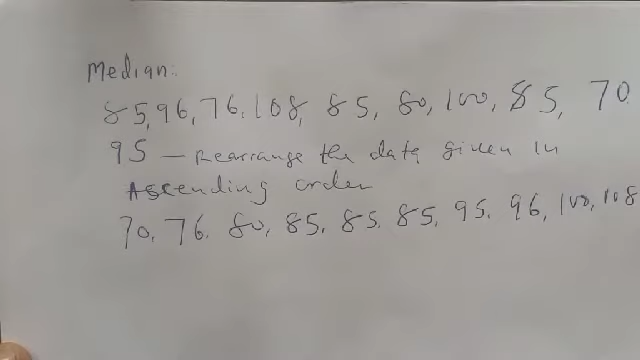 Median:
85, 96, 76, 108, 85, 80, 100, 85, 70
95 — Rearrange the data given in
Ascending order
70, 76, 80, 85, 85, 85, 95, 96, 100, 108